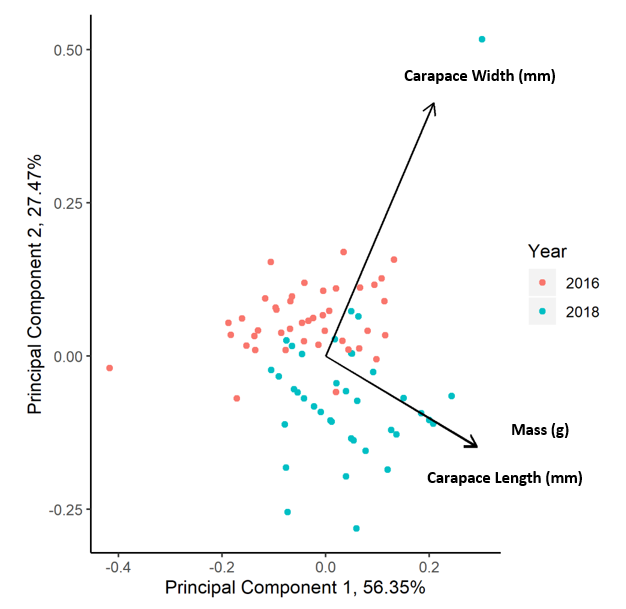 0.50
Carapace Width (mm)
0.25
Principal Component 2, 27.47%
Year
2016
2018
0.00
Mass (g)
Carapace Length (mm)
-0.25
-0.4
-0.2
0.0
0.2
Principal Component 1, 56.35%